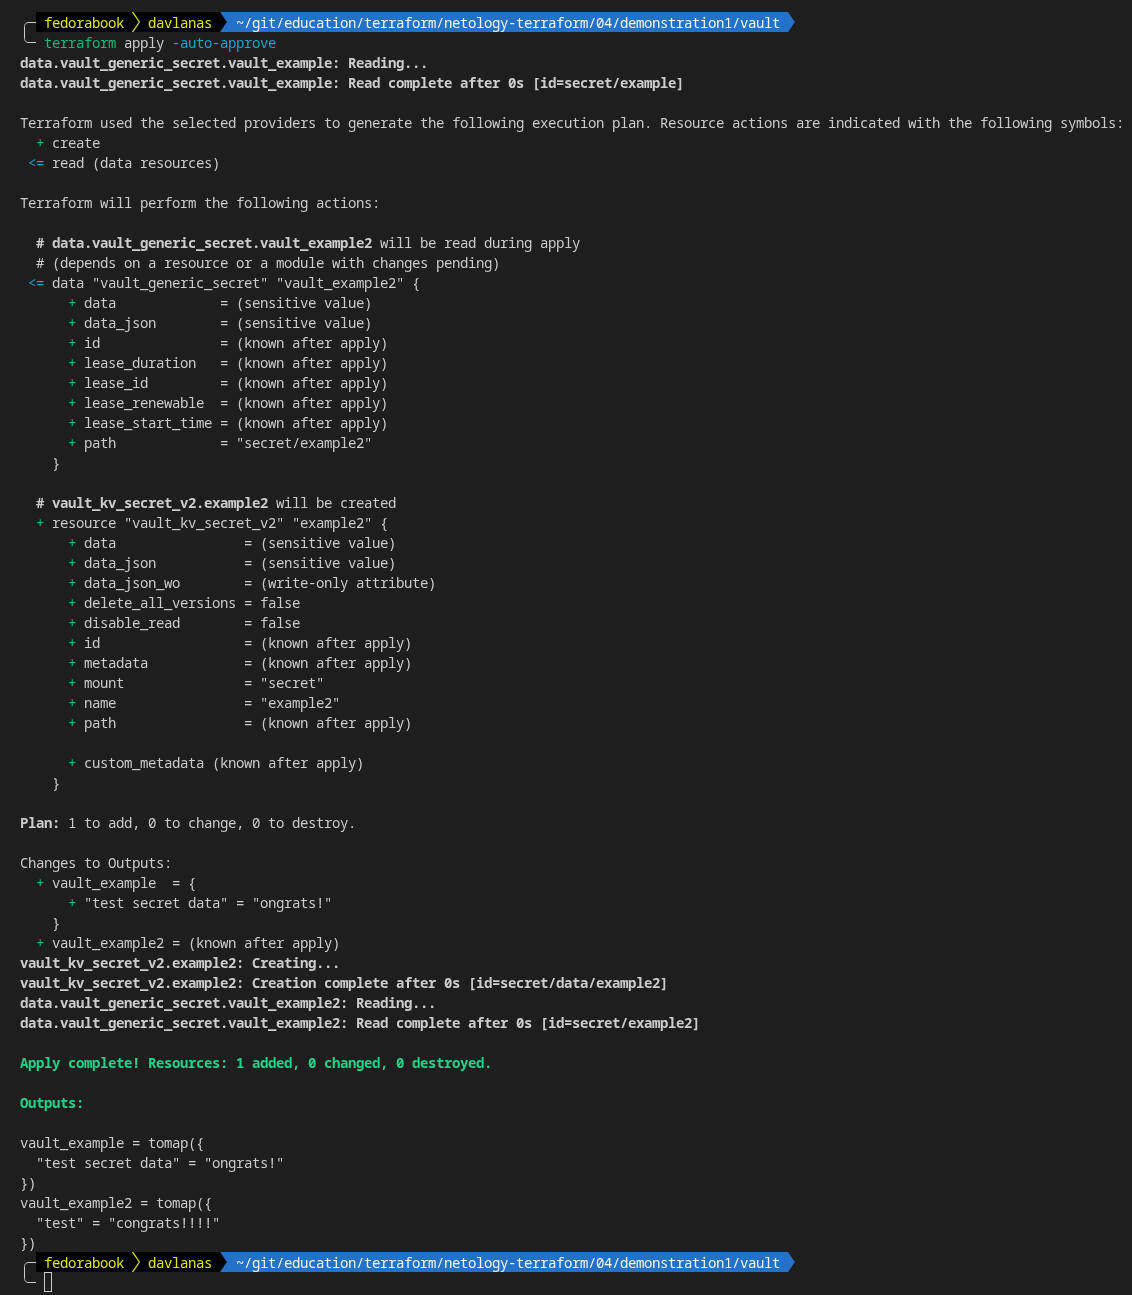 fedorabook davlanas ~/git/education/terraform/netology-terraform/04/demonstration1/vault
terraform apply -auto-approve
data.vault_generic_secret.vault_example: Reading...
data.vault_generic_secret.vault_example: Read complete after 0s [id=secret/example]

Terraform used the selected providers to generate the following execution plan. Resource actions are indicated with the following symbols:
  + create
 <= read (data resources)

Terraform will perform the following actions:

  # data.vault_generic_secret.vault_example2 will be read during apply
  # (depends on a resource or a module with changes pending)
 <= data "vault_generic_secret" "vault_example2" {
      + data             = (sensitive value)
      + data_json        = (sensitive value)
      + id               = (known after apply)
      + lease_duration   = (known after apply)
      + lease_id         = (known after apply)
      + lease_renewable  = (known after apply)
      + lease_start_time = (known after apply)
      + path             = "secret/example2"
    }

  # vault_kv_secret_v2.example2 will be created
  + resource "vault_kv_secret_v2" "example2" {
      + data                = (sensitive value)
      + data_json           = (sensitive value)
      + data_json_wo        = (write-only attribute)
      + delete_all_versions = false
      + disable_read        = false
      + id                  = (known after apply)
      + metadata            = (known after apply)
      + mount               = "secret"
      + name                = "example2"
      + path                = (known after apply)

      + custom_metadata (known after apply)
    }

Plan: 1 to add, 0 to change, 0 to destroy.

Changes to Outputs:
  + vault_example  = {
      + "test secret data" = "ongrats!"
    }
  + vault_example2 = (known after apply)
vault_kv_secret_v2.example2: Creating...
vault_kv_secret_v2.example2: Creation complete after 0s [id=secret/data/example2]
data.vault_generic_secret.vault_example2: Reading...
data.vault_generic_secret.vault_example2: Read complete after 0s [id=secret/example2]

Apply complete! Resources: 1 added, 0 changed, 0 destroyed.

Outputs:

vault_example = tomap({
  "test secret data" = "ongrats!"
})
vault_example2 = tomap({
  "test" = "congrats!!!!"
})
fedorabook davlanas ~/git/education/terraform/netology-terraform/04/demonstration1/vault